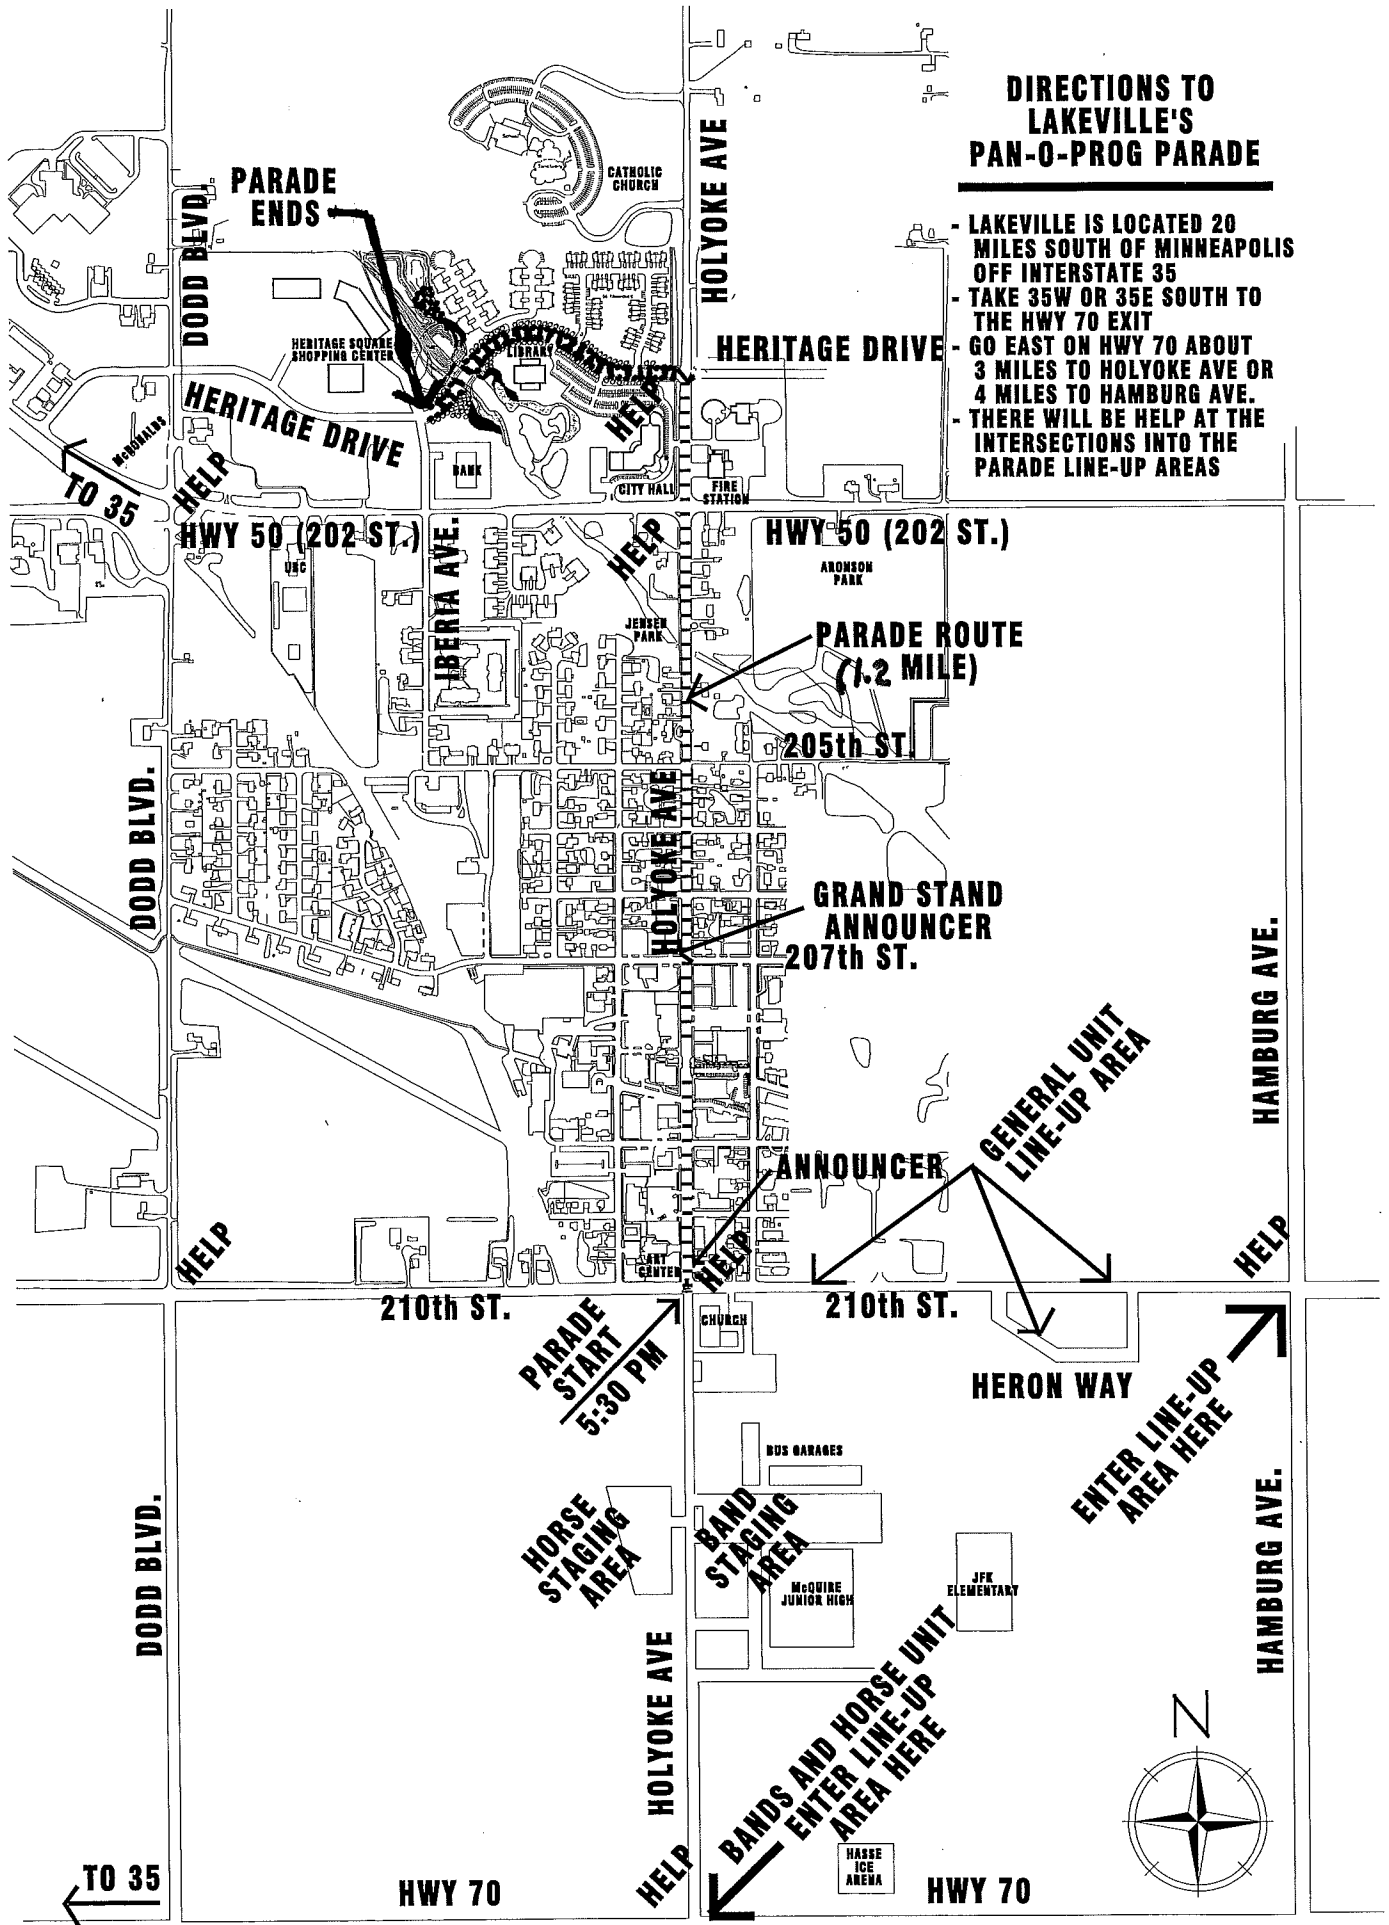 DIRECTIONS TO
LAKEVILLE'S
PAN-O-PROG PARADE
- LAKEVILLE IS LOCATED 20
MILES SOUTH OF MINNEAPOLIS
OFF INTERSTATE 35
- TAKE 35W OR 35E SOUTH TO
THE HWY 70 EXIT
- GO EAST ON HWY 70 ABOUT
3 MILES TO HOLYOKE AVE OR
4 MILES TO HAMBURG AVE.
- THERE WILL BE HELP AT THE
INTERSECTIONS INTO THE
PARADE LINE-UP AREAS
HOLYOKE AVE
CATHOLIC
CHURCH
PARADE
ENDS
DODD BLVD.
HERITAGE SQUARE
SHOPPING CENTER
LIBRARY
HERITAGE DRIVE
HERITAGE DRIVE
HELP
McDONALDS
TO 35
HELP
BANK
CITY HALL
FIRE
STATION
HWY 50 (202 ST.)
HWY 50 (202 ST.)
IBERIA AVE.
HELP
ARONSON
PARK
JENSEN
PARK
PARADE ROUTE
(1.2 MILE)
205th ST.
DODD BLVD.
HOLYOKE AVE
GRAND STAND
ANNOUNCER
207th ST.
HAMBURG AVE.
GENERAL UNIT
LINE-UP AREA
ANNOUNCER
HELP
ART
CENTER
HELP
HELP
210th ST.
210th ST.
PARADE
START
5:30 PM
CHURCH
HERON WAY
ENTER LINE-UP
AREA HERE
BUS GARAGES
HORSE
STAGING
AREA
BAND
STAGING
AREA
McQUIRE
JUNIOR HIGH
JFK
ELEMENTARY
DODD BLVD.
HAMBURG AVE.
HOLYOKE AVE
BANDS AND HORSE UNIT
ENTER LINE-UP
AREA HERE
N
HELP
HASSE
ICE
ARENA
TO 35
HWY 70
HWY 70